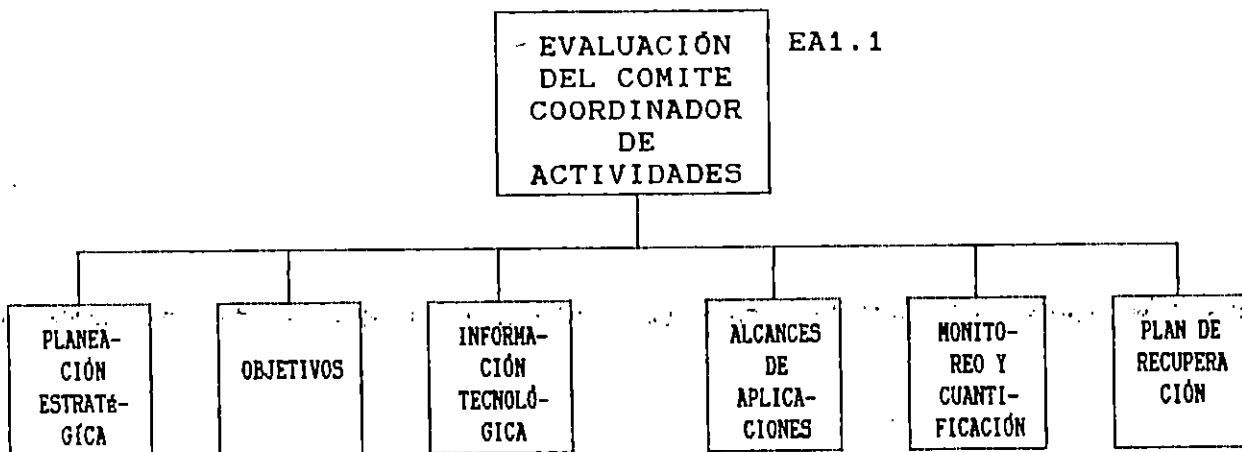 EVALUACIÓN
DEL COMITE
COORDINADOR
DE
ACTIVIDADES
EA1.1
PLANEA-
CIÓN
ESTRATÉ-
GÍCA
OBJETIVOS
INFORMA-
CIÓN
TECNOLÓ-
GICA
ALCANCES
DE
APLICA-
CIONES
MONITO-
REO Y
CUANTI-
FICACIÓN
PLAN DE
RECUPERA
CIÓN